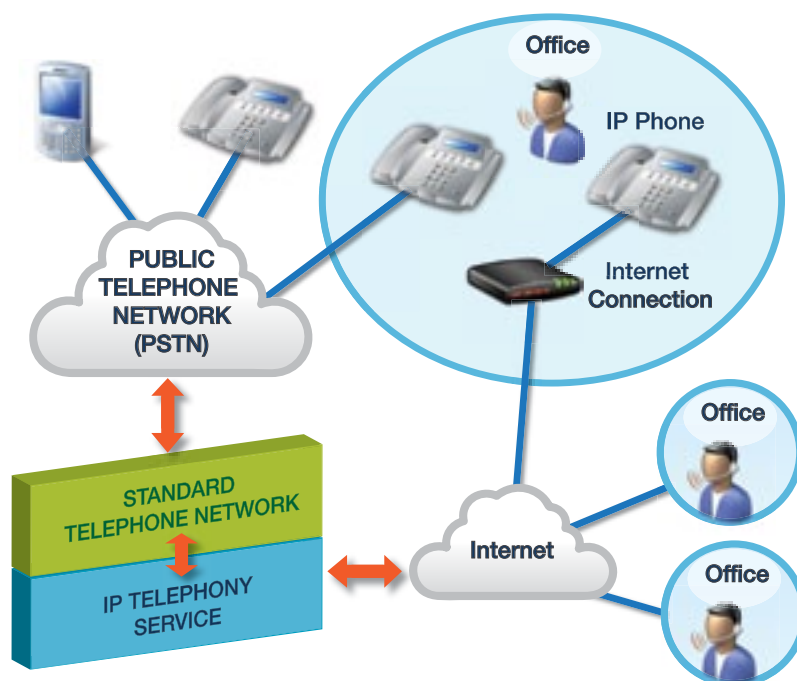 Office
IP Phone
PUBLIC
TELEPHONE
NETWORK
(PSTN)
Internet
Connection
Office
STANDARD
TELEPHONE NETWORK
Internet
IP TELEPHONY
SERVICE
Office